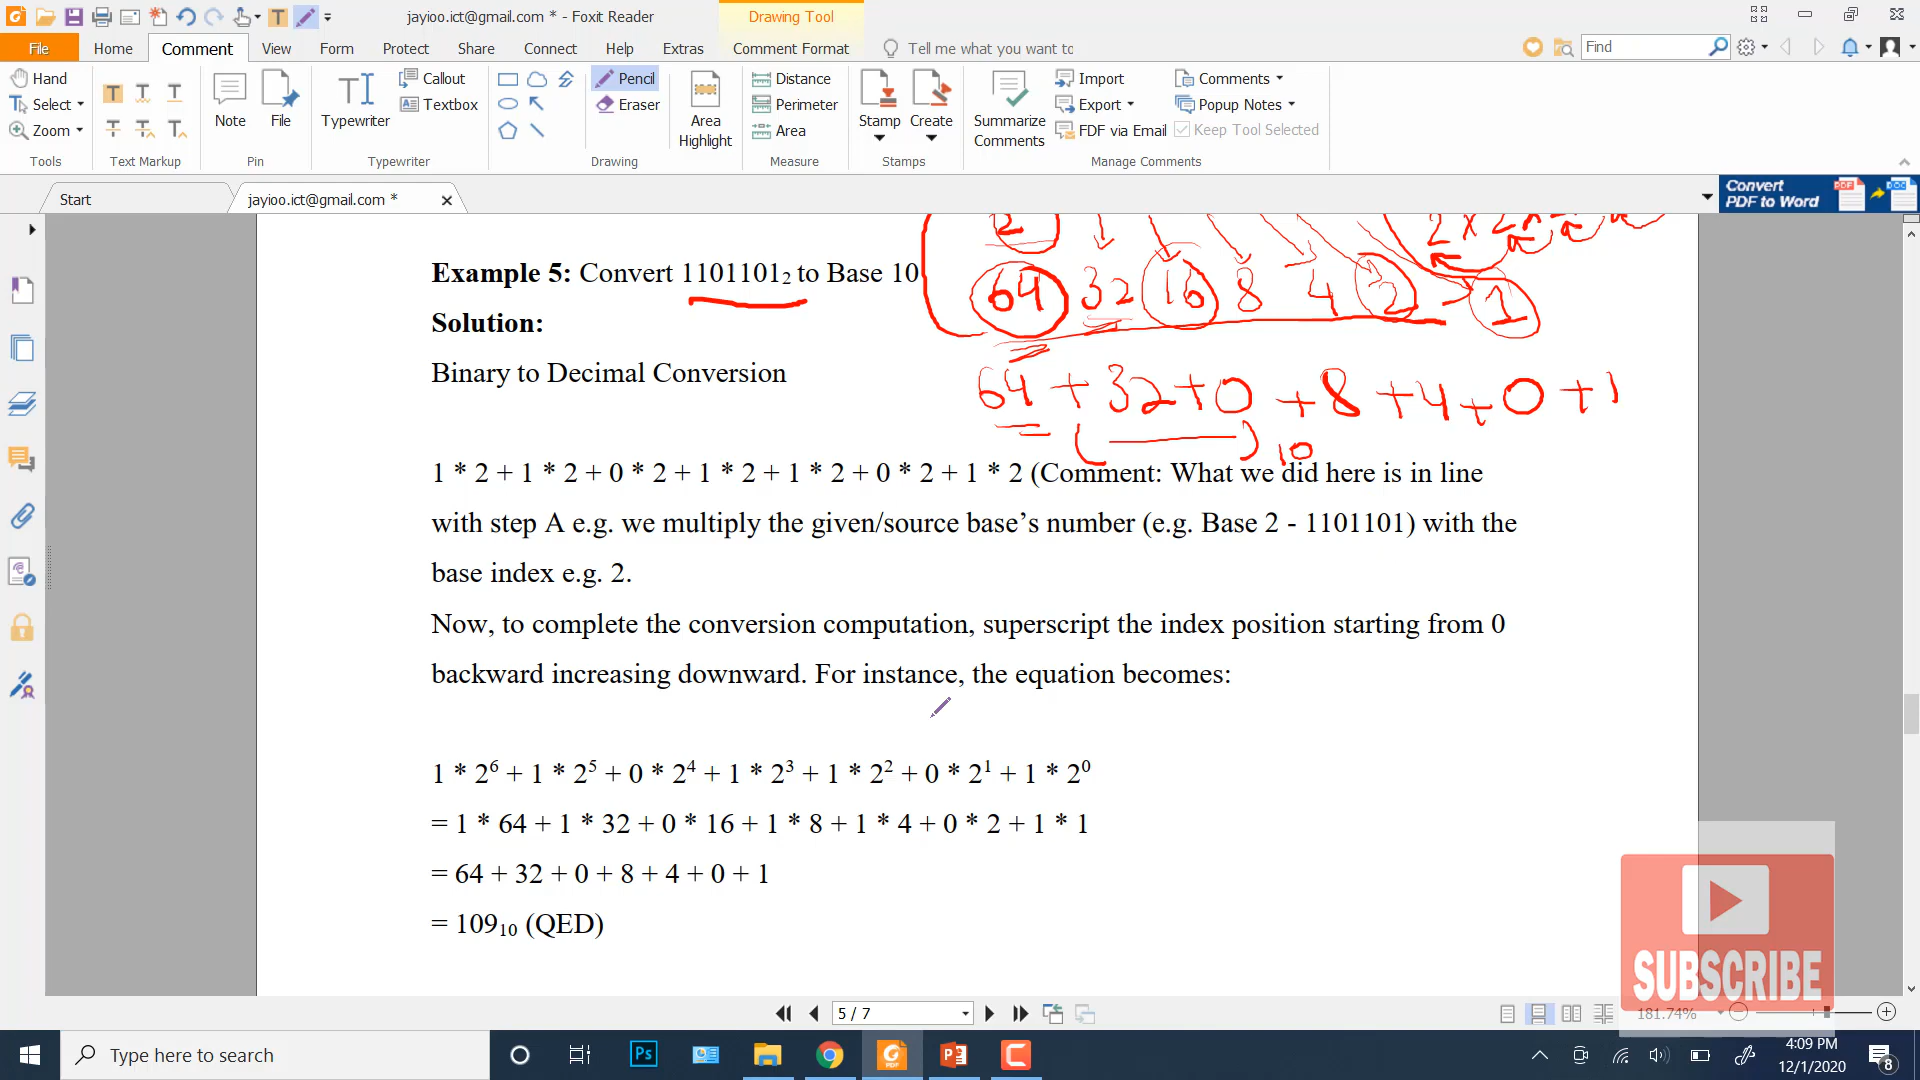 jayioo.ict@gmail.com * - Foxit Reader
Drawing Tool
File Home Comment View Form Protect Share Connect Help Extras Comment Format Tell me what you want to Find
Hand
Select
Zoom
Tools
Text Markup
Note
File
Pin
Typewriter
Callout
Textbox
Typewriter
Pencil
Eraser
Drawing
Area
Highlight
Distance
Perimeter
Area
Measure
Stamp
Create
Stamps
Summarize
Comments
Import
Export
FDF via Email
Comments
Popup Notes
Keep Tool Selected
Manage Comments
Start
jayioo.ict@gmail.com *
Convert
PDF to Word
Example 5: Convert 1101101₂ to Base 10
64 32 16 8 4 2 1
Solution:
Binary to Decimal Conversion
64 + 32 + 0 + 8 + 4 + 0 + 1
10
1 * 2 + 1 * 2 + 0 * 2 + 1 * 2 + 1 * 2 + 0 * 2 + 1 * 2 (Comment: What we did here is in line
with step A e.g. we multiply the given/source base’s number (e.g. Base 2 - 1101101) with the
base index e.g. 2.
Now, to complete the conversion computation, superscript the index position starting from 0
backward increasing downward. For instance, the equation becomes:
1 * 2⁶ + 1 * 2⁵ + 0 * 2⁴ + 1 * 2³ + 1 * 2² + 0 * 2¹ + 1 * 2⁰
= 1 * 64 + 1 * 32 + 0 * 16 + 1 * 8 + 1 * 4 + 0 * 2 + 1 * 1
= 64 + 32 + 0 + 8 + 4 + 0 + 1
= 109₁₀ (QED)
SUBSCRIBE
5 / 7
181.74%
Type here to search
4:09 PM
12/1/2020
8